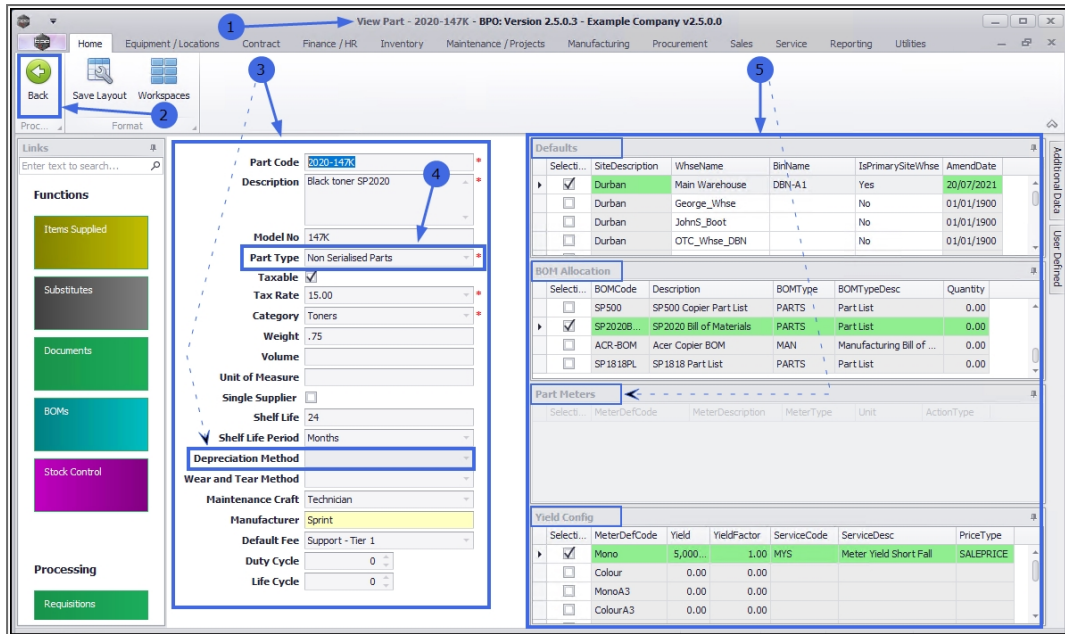 View Part - 2020-147K - BPO: Version 2.5.0.3 - Example Company v2.5.0.0
1
bpo
Home Equipment / Locations Contract Finance / HR Inventory Maintenance / Projects Manufacturing Procurement Sales Service Reporting Utilities
3
5
Back Save Layout Workspaces
2
Proc... Format
Links
Enter text to search...
Functions
Items Supplied
Substitutes
Documents
BOMs
Stock Control
Processing
Requisitions
Part Code 2020-147K *
4
Description Black toner SP2020 *
Model No 147K
Part Type Non Serialised Parts *
Taxable
Tax Rate 15.00 *
Category Toners *
Weight .75
Volume
Unit of Measure
Single Supplier
Shelf Life 24
Shelf Life Period Months
Depreciation Method
Wear and Tear Method
Maintenance Craft Technician
Manufacturer Sprint
Default Fee Support - Tier 1
Duty Cycle 0
Life Cycle 0
Defaults
Selecti... SiteDescription WhseName BinName IsPrimarySiteWhse AmendDate
Durban Main Warehouse DBN-A1 Yes 20/07/2021
Durban George_Whse No 01/01/1900
Durban JohnS_Boot No 01/01/1900
Durban OTC_Whse_DBN No 01/01/1900
BOM Allocation
Selecti... BOMCode Description BOMType BOMTypeDesc Quantity
SP500 SP500 Copier Part List PARTS Part List 0.00
SP2020B... SP2020 Bill of Materials PARTS Part List 0.00
ACR-BOM Acer Copier BOM MAN Manufacturing Bill of ... 0.00
SP1818PL SP1818 Part List PARTS Part List 0.00
Part Meters
Selecti... MeterDefCode MeterDescription MeterType Unit ActionType
Yield Config
Selecti... MeterDefCode Yield YieldFactor ServiceCode ServiceDesc PriceType
Mono 5,000... 1.00 MYS Meter Yield Short Fall SALEPRICE
Colour 0.00 0.00
MonoA3 0.00 0.00
ColourA3 0.00 0.00
Additional Data
User Defined